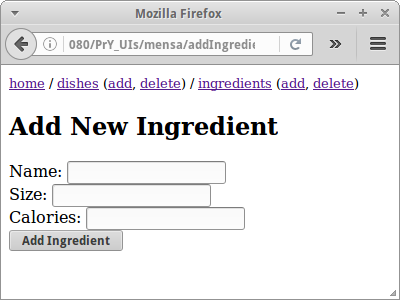 Mozilla Firefox
080/PrY_UIs/mensa/addIngredie
home / dishes (add, delete) / ingredients (add, delete)
Add New Ingredient
Name:
Size:
Calories:
Add Ingredient